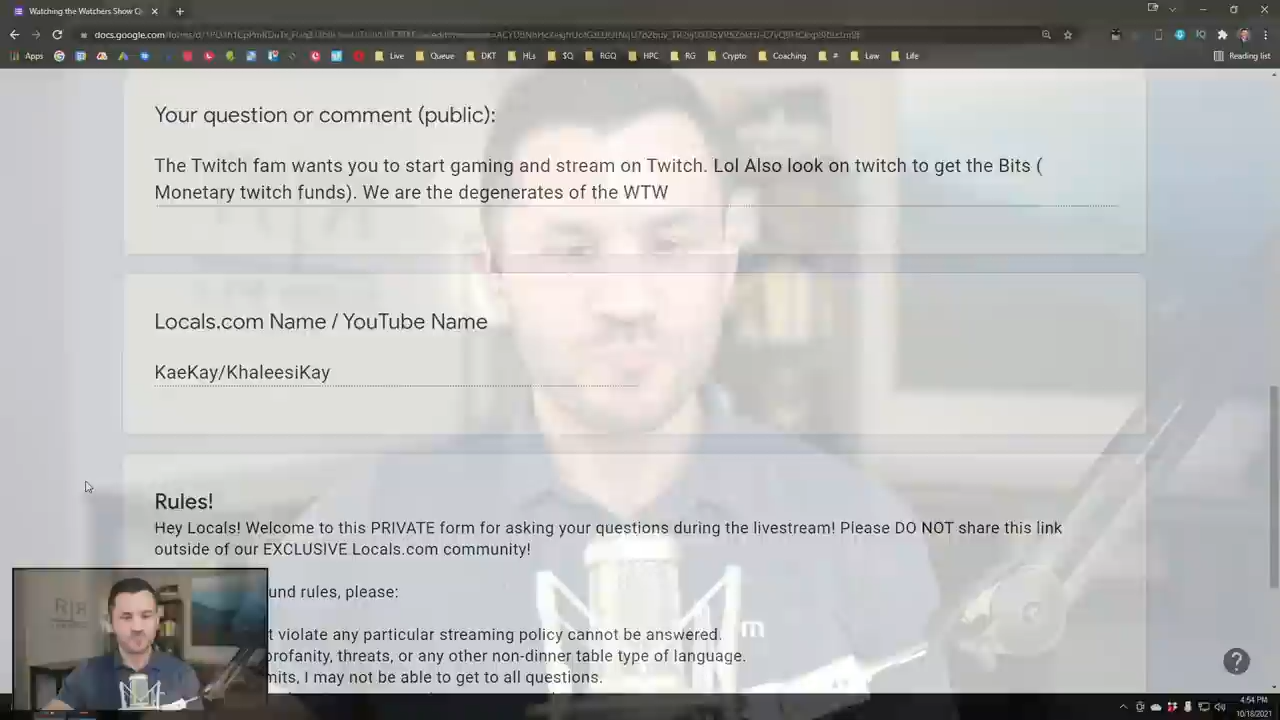 Watching the Watchers Show C
Apps
Live
Queue
DKT
HLs
$Q
RGQ
HPC
RG
Crypto
Coaching
#
Law
Life
Reading list
Your question or comment (public):
The Twitch fam wants you to start gaming and stream on Twitch. Lol Also look on twitch to get the Bits (
Monetary twitch funds). We are the degenerates of the WTW
Locals.com Name / YouTube Name
KaeKay/KhaleesiKay
Rules!
Hey Locals! Welcome to this PRIVATE form for asking your questions during the livestream! Please DO NOT share this link
outside of our EXCLUSIVE Locals.com community!
und rules, please:
t violate any particular streaming policy cannot be answered.
rofanity, threats, or any other non-dinner table type of language.
mits, I may not be able to get to all questions.
R|R
m
4:54 PM
10/18/2021